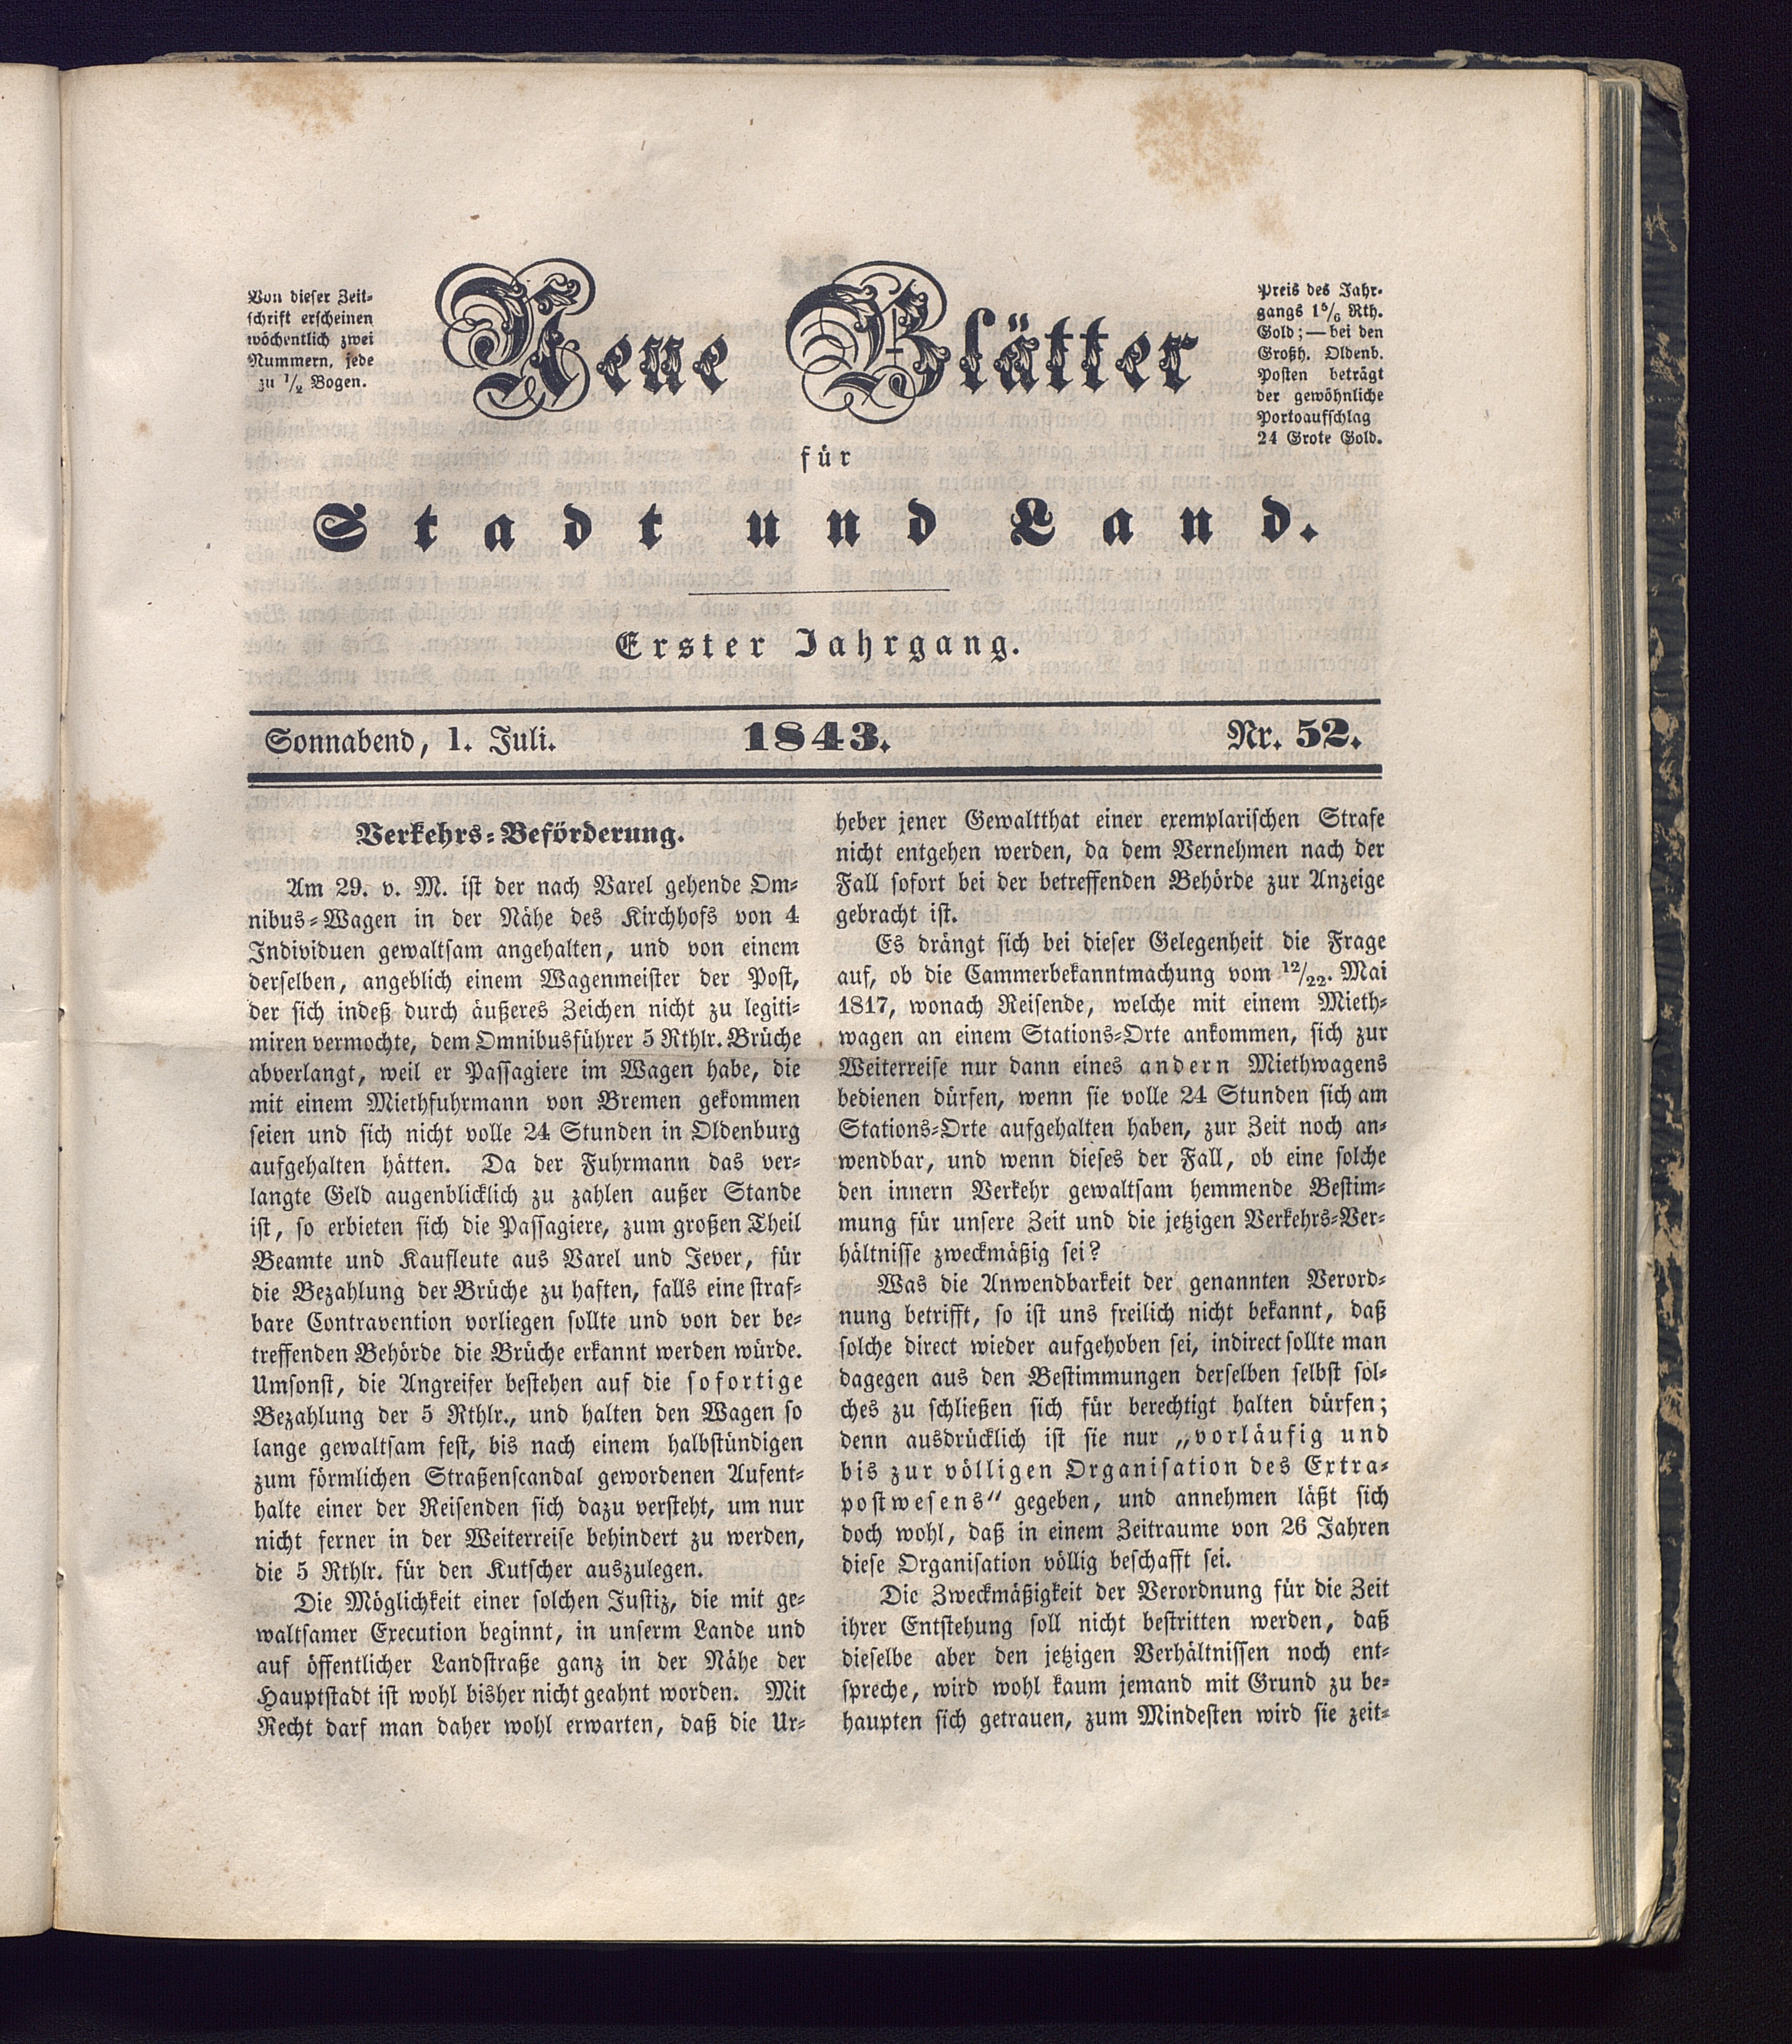 Von dieser Zeit-
schrift erscheinen
wöchentlich zwei
Nummern, jede
zu 1/2 Bogen.
Neue Blätter
Preis des Jahr-
gangs 1 5/6 Rth.
Gold; — bei den
Großh. Oldenb.
Posten beträgt
der gewöhnliche
Portoaufschlag
24 Grote Gold.
für
Stadt und Land.
Erster Jahrgang.
Sonnabend, 1. Juli. 1843. Nr. 52.
Verkehrs-Beförderung.
Am 29. v. M. ist der nach Varel gehende Om-
nibus-Wagen in der Nähe des Kirchhofs von 4
Individuen gewaltsam angehalten, und von einem
derselben, angeblich einem Wagenmeister der Post,
der sich indeß durch äußeres Zeichen nicht zu legiti-
miren vermochte, dem Omnibusführer 5 Rthlr. Brüche
abverlangt, weil er Passagiere im Wagen habe, die
mit einem Miethfuhrmann von Bremen gekommen
seien und sich nicht volle 24 Stunden in Oldenburg
aufgehalten hätten. Da der Fuhrmann das ver-
langte Geld augenblicklich zu zahlen außer Stande
ist, so erbieten sich die Passagiere, zum großen Theil
Beamte und Kaufleute aus Varel und Jever, für
die Bezahlung der Brüche zu haften, falls eine straf-
bare Contravention vorliegen sollte und von der be-
treffenden Behörde die Brüche erkannt werden würde.
Umsonst, die Angreifer bestehen auf die sofortige
Bezahlung der 5 Rthlr., und halten den Wagen so
lange gewaltsam fest, bis nach einem halbstündigen
zum förmlichen Straßenscandal gewordenen Aufent-
halte einer der Reisenden sich dazu versteht, um nur
nicht ferner in der Weiterreise behindert zu werden,
die 5 Rthlr. für den Kutscher auszulegen.
Die Möglichkeit einer solchen Justiz, die mit ge-
waltsamer Execution beginnt, in unserm Lande und
auf öffentlicher Landstraße ganz in der Nähe der
Hauptstadt ist wohl bisher nicht geahnt worden. Mit
Recht darf man daher wohl erwarten, daß die Ur-
heber jener Gewaltthat einer exemplarischen Strafe
nicht entgehen werden, da dem Vernehmen nach der
Fall sofort bei der betreffenden Behörde zur Anzeige
gebracht ist.
Es drängt sich bei dieser Gelegenheit die Frage
auf, ob die Cammerbekanntmachung vom 12/22. Mai
1817, wonach Reisende, welche mit einem Mieth-
wagen an einem Stations-Orte ankommen, sich zur
Weiterreise nur dann eines andern Miethwagens
bedienen dürfen, wenn sie volle 24 Stunden sich am
Stations-Orte aufgehalten haben, zur Zeit noch an-
wendbar, und wenn dieses der Fall, ob eine solche
den innern Verkehr gewaltsam hemmende Bestim-
mung für unsere Zeit und die jetzigen Verkehrs-Ver-
hältnisse zweckmäßig sei?
Was die Anwendbarkeit der genannten Verord-
nung betrifft, so ist uns freilich nicht bekannt, daß
solche direct wieder aufgehoben sei, indirect sollte man
dagegen aus den Bestimmungen derselben selbst sol-
ches zu schließen sich für berechtigt halten dürfen;
denn ausdrücklich ist sie nur „vorläufig und
bis zur völligen Organisation des Extra-
postwesens“ gegeben, und annehmen läßt sich
doch wohl, daß in einem Zeitraume von 26 Jahren
diese Organisation völlig beschafft sei.
Die Zweckmäßigkeit der Verordnung für die Zeit
ihrer Entstehung soll nicht bestritten werden, daß
dieselbe aber den jetzigen Verhältnissen noch ent-
spreche, wird wohl kaum jemand mit Grund zu be-
haupten sich getrauen, zum Mindesten wird sie zeit-